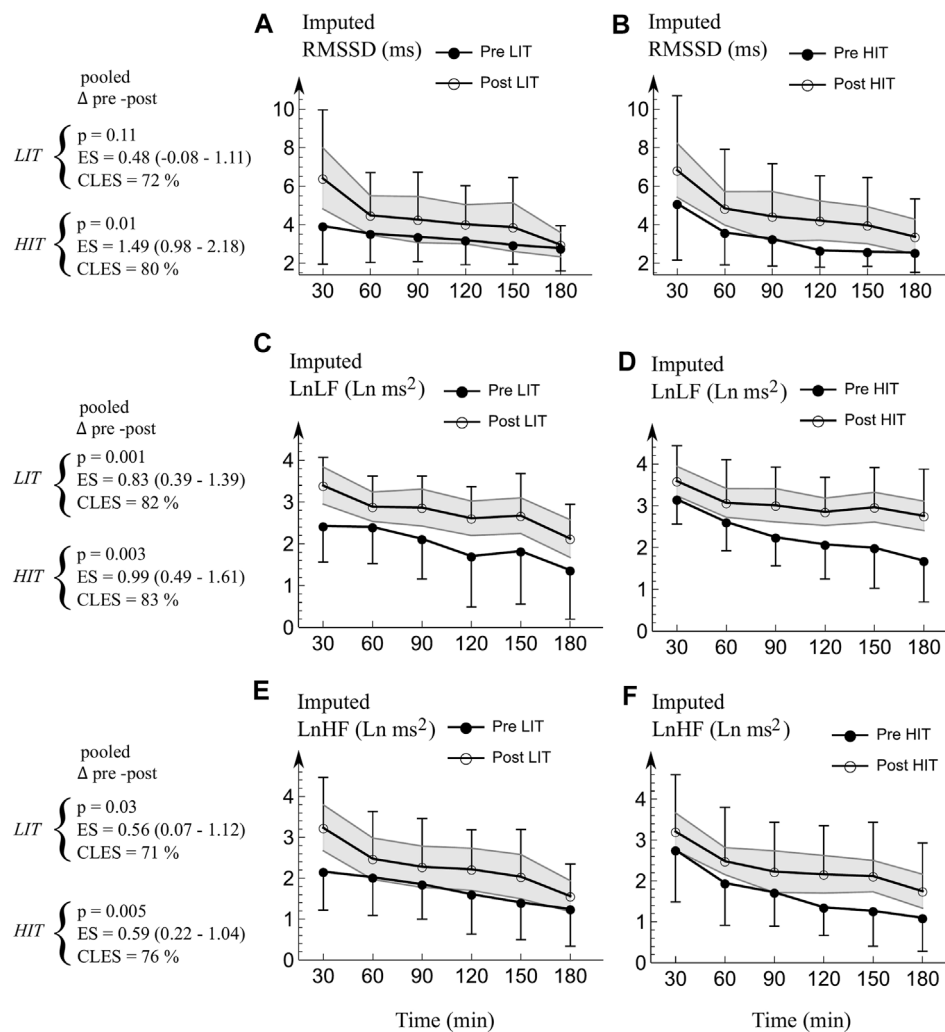 A
Imputed
RMSSD (ms)
Pre LIT
Post LIT
B
Imputed
RMSSD (ms)
Pre HIT
Post HIT
pooled
Δ pre -post
LIT
p = 0.11
ES = 0.48 (-0.08 - 1.11)
CLES = 72 %
HIT
p = 0.01
ES = 1.49 (0.98 - 2.18)
CLES = 80 %
10
8
6
4
2
30 60 90 120 150 180
10
8
6
4
2
30 60 90 120 150 180
C
Imputed
LnLF (Ln ms²)
Pre LIT
Post LIT
D
Imputed
LnLF (Ln ms²)
Pre HIT
Post HIT
pooled
Δ pre -post
LIT
p = 0.001
ES = 0.83 (0.39 - 1.39)
CLES = 82 %
HIT
p = 0.003
ES = 0.99 (0.49 - 1.61)
CLES = 83 %
4
3
2
1
0
30 60 90 120 150 180
4
3
2
1
0
30 60 90 120 150 180
E
Imputed
LnHF (Ln ms²)
Pre LIT
Post LIT
F
Imputed
LnHF (Ln ms²)
Pre HIT
Post HIT
pooled
Δ pre -post
LIT
p = 0.03
ES = 0.56 (0.07 - 1.12)
CLES = 71 %
HIT
p = 0.005
ES = 0.59 (0.22 - 1.04)
CLES = 76 %
4
3
2
1
0
30 60 90 120 150 180
Time (min)
4
3
2
1
0
30 60 90 120 150 180
Time (min)